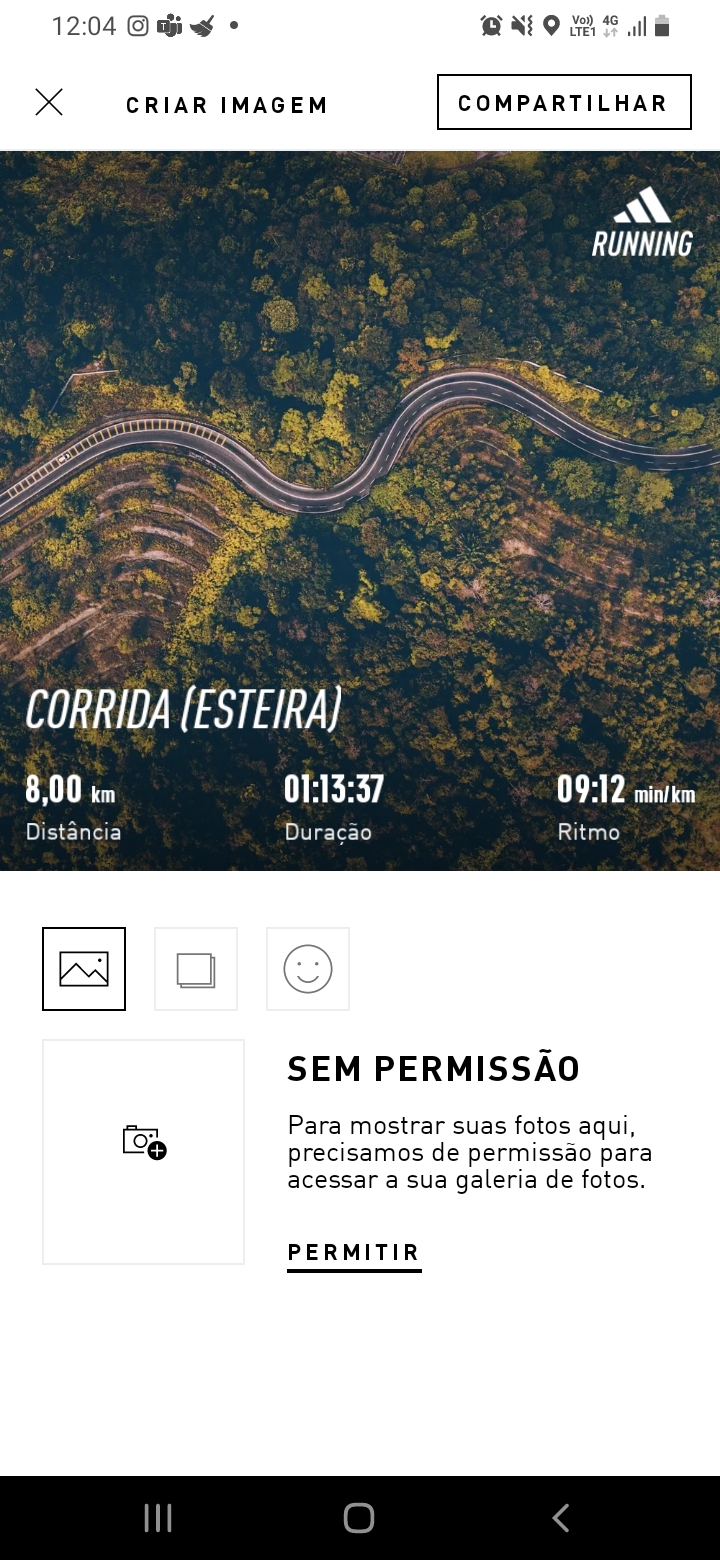 12:04
Vo)) 4G
LTE1
CRIAR IMAGEM
COMPARTILHAR
RUNNING
CORRIDA (ESTEIRA)
8,00 km 01:13:37 09:12 min/km
Distância Duração Ritmo
SEM PERMISSÃO
Para mostrar suas fotos aqui,
precisamos de permissão para
acessar a sua galeria de fotos.
PERMITIR